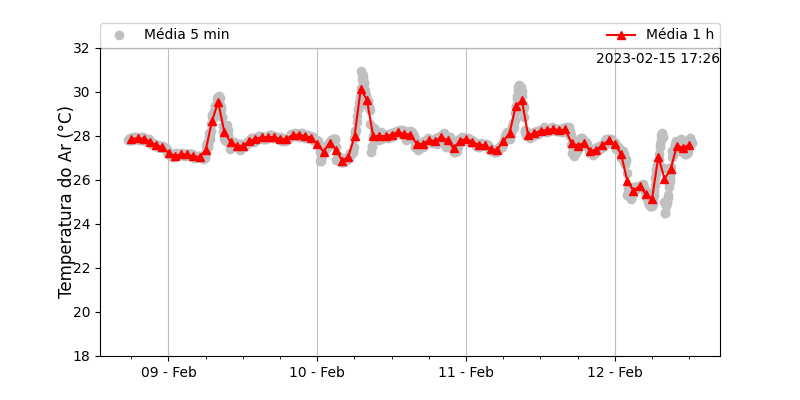 Média 5 min
Média 1 h
2023-02-15 17:26
Temperatura do Ar (°C)
32
30
28
26
24
22
20
18
09 - Feb
10 - Feb
11 - Feb
12 - Feb